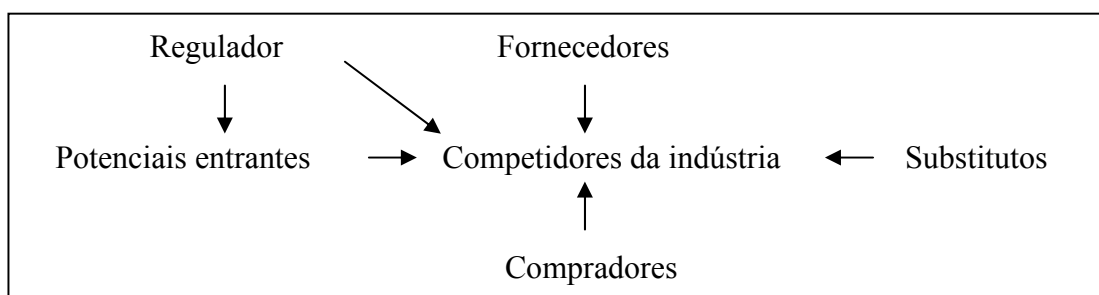 Regulador Fornecedores
Potenciais entrantes Competidores da indústria Substitutos
Compradores